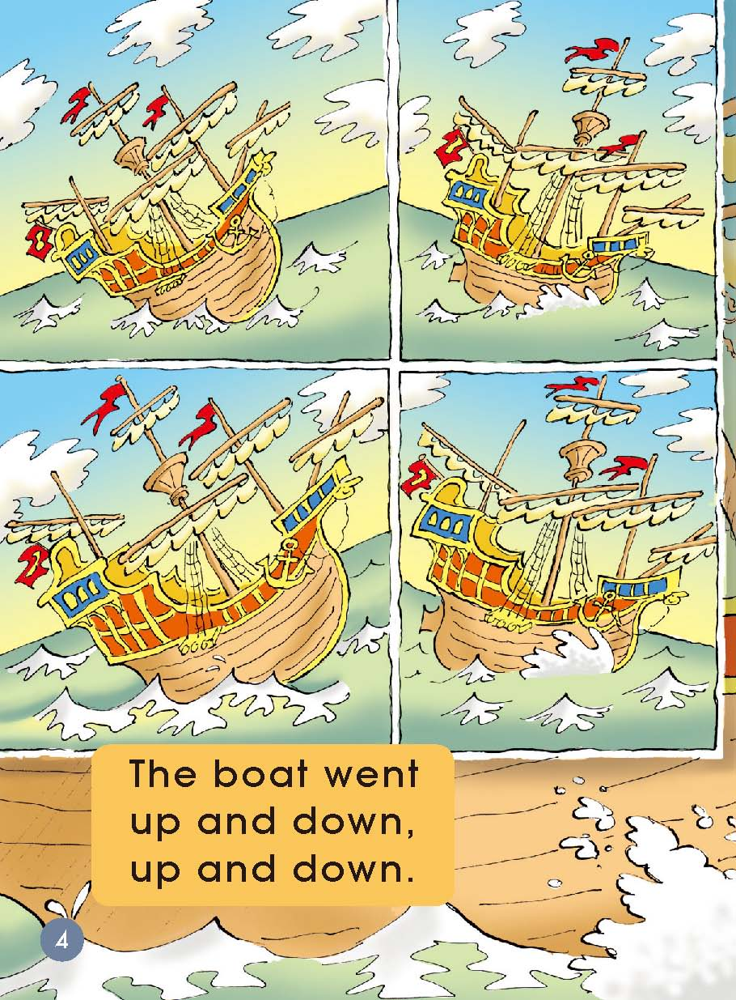 The boat went
up and down,
up and down.
4